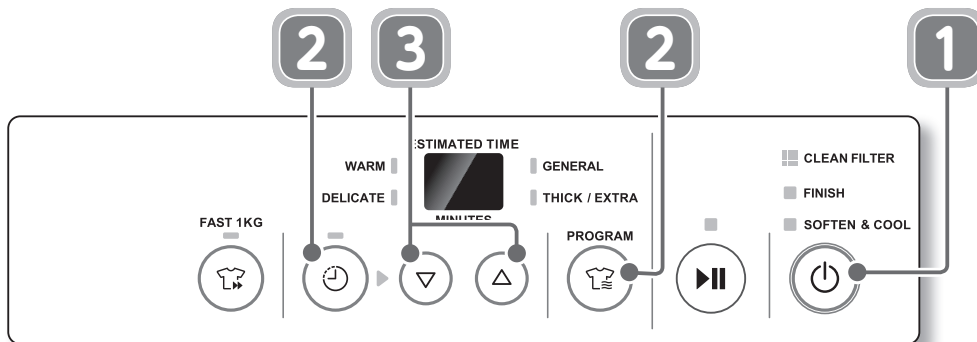 2 3 2 1
ESTIMATED TIME
WARM
GENERAL
DELICATE
THICK / EXTRA
MINUTES
CLEAN FILTER
FINISH
SOFTEN & COOL
FAST 1KG
PROGRAM